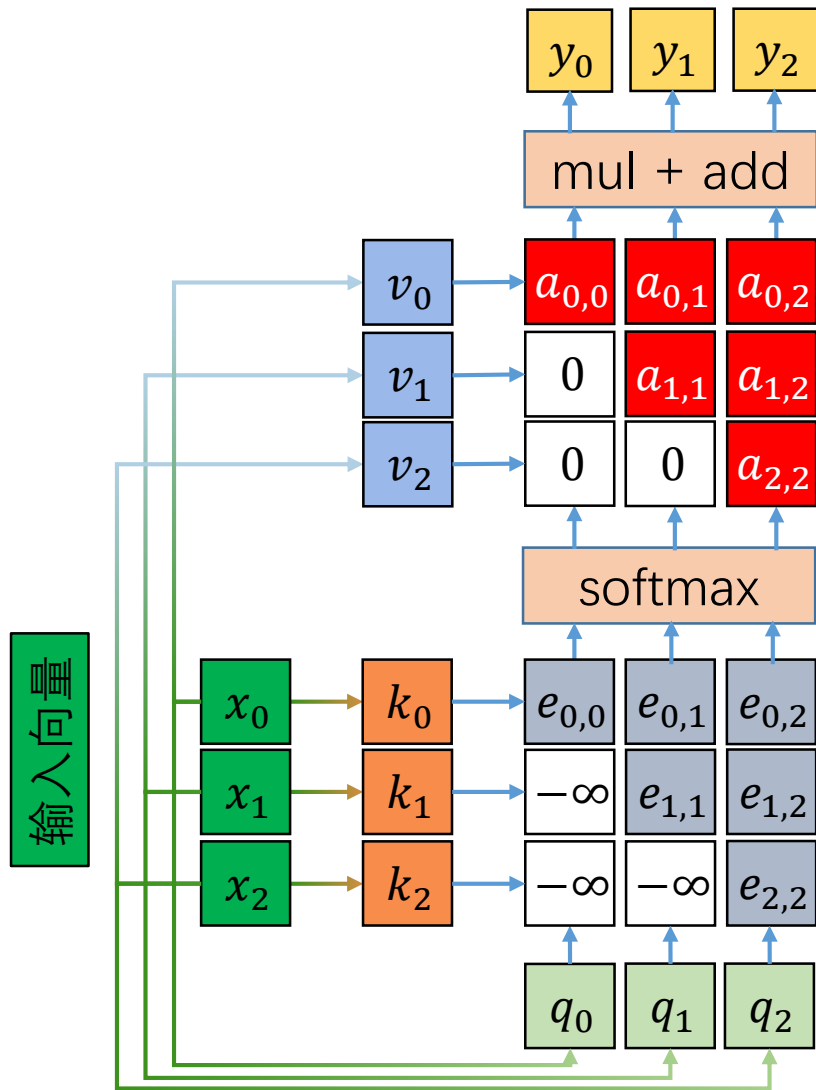 y₀ y₁ y₂
mul + add
v₀ a₀,₀ a₀,₁ a₀,₂
v₁ 0 a₁,₁ a₁,₂
v₂ 0 0 a₂,₂
softmax
输入向量
x₀ k₀ e₀,₀ e₀,₁ e₀,₂
x₁ k₁ −∞ e₁,₁ e₁,₂
x₂ k₂ −∞ −∞ e₂,₂
q₀ q₁ q₂